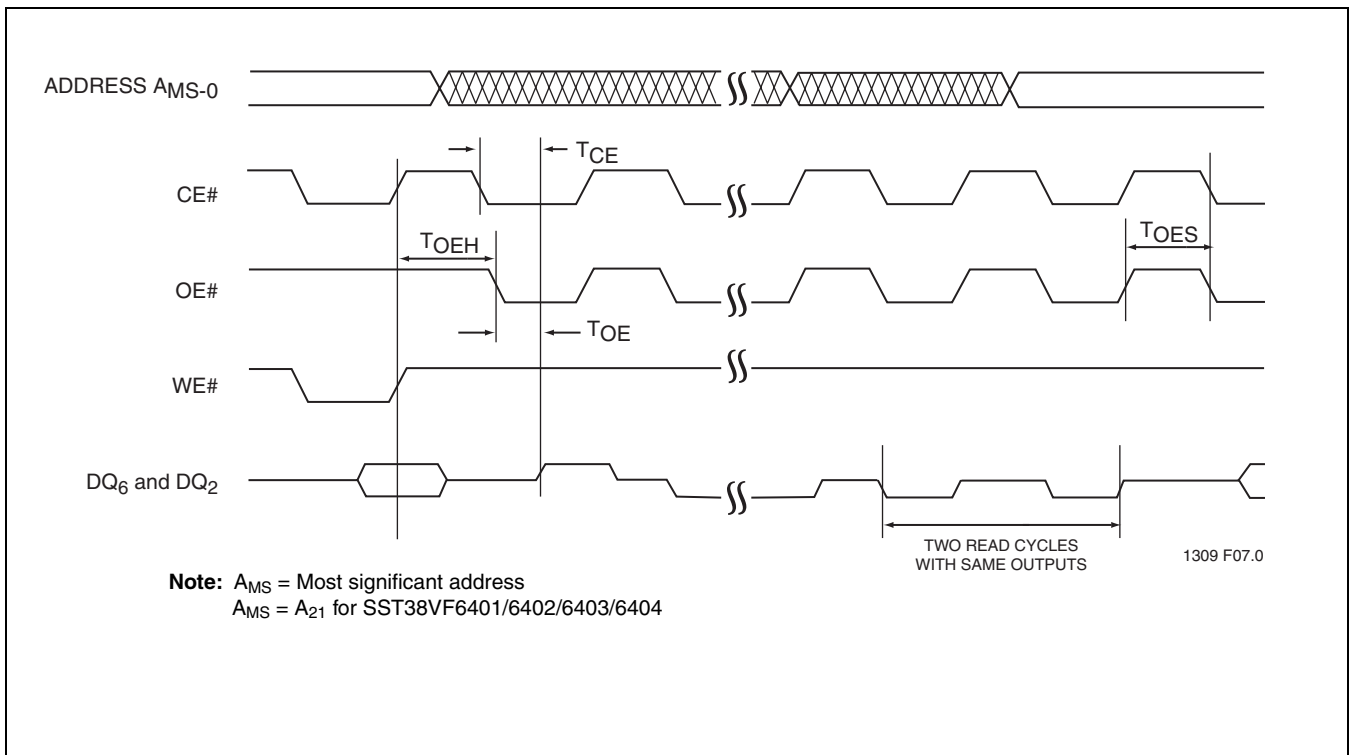 ADDRESS AMS-0
TCE
CE#
TOEH
TOES
OE#
TOE
WE#
DQ6 and DQ2
TWO READ CYCLES
WITH SAME OUTPUTS
1309 F07.0
Note: AMS = Most significant address
AMS = A21 for SST38VF6401/6402/6403/6404